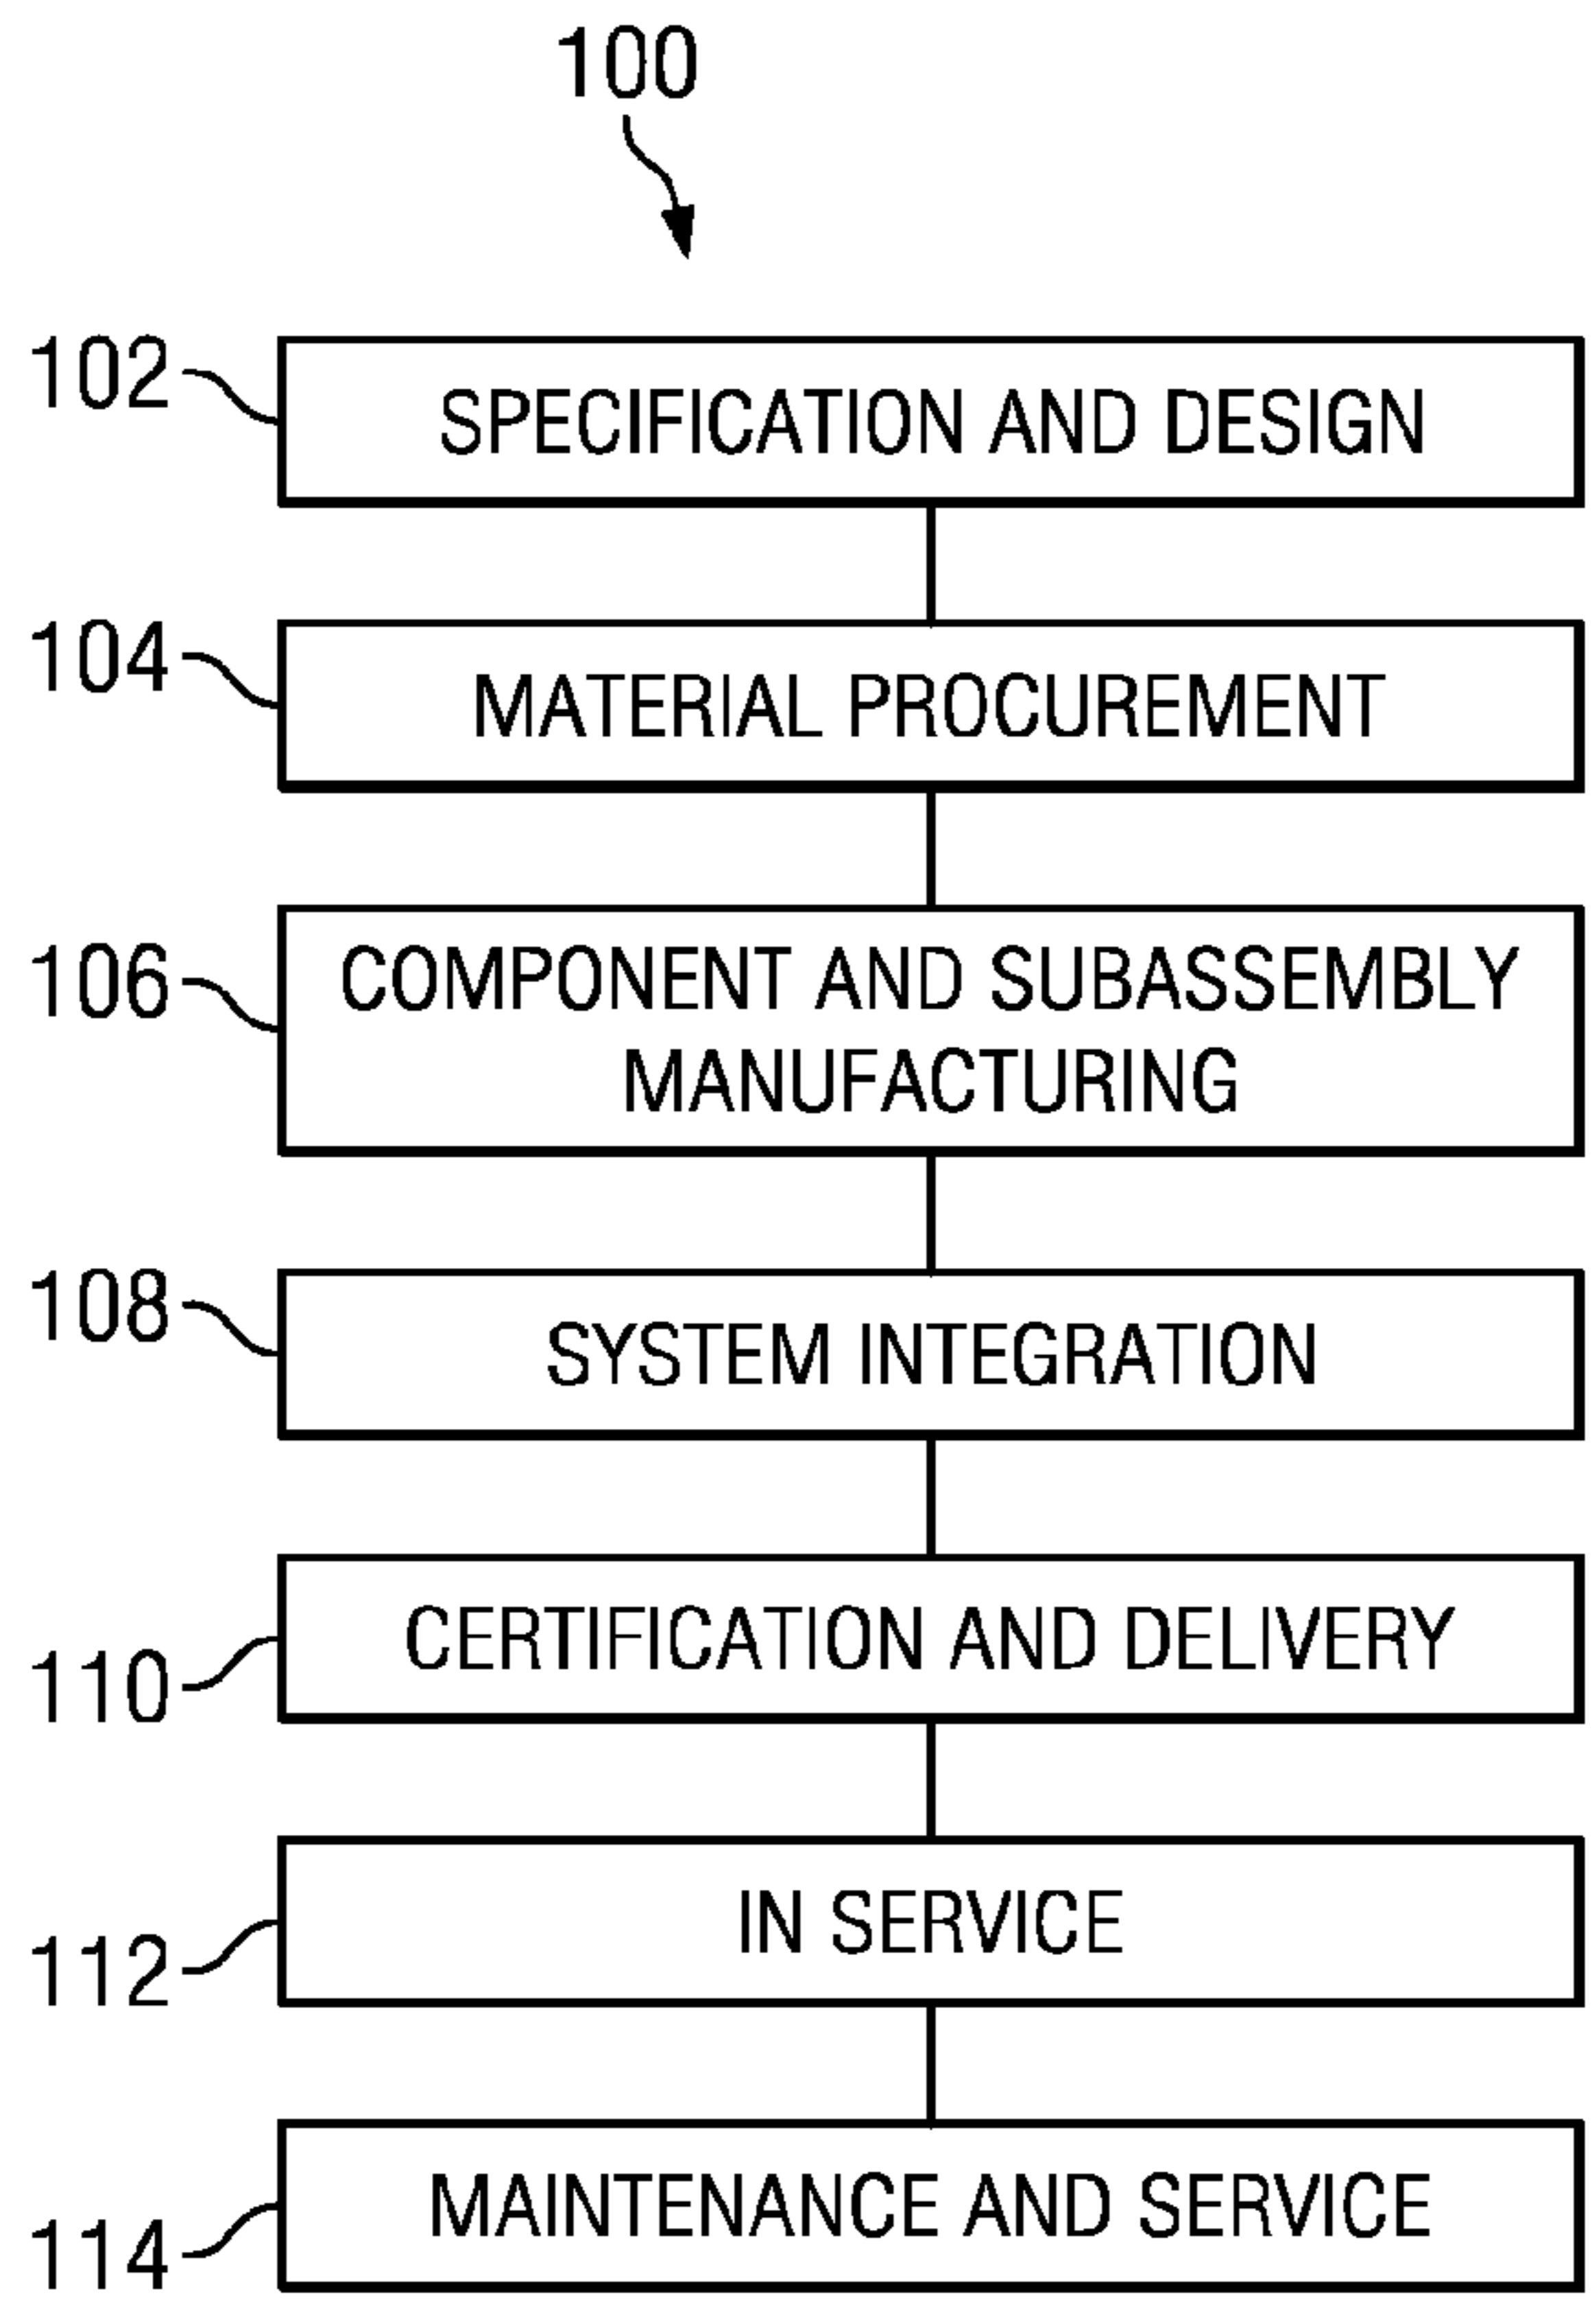 100
102
SPECIFICATION AND DESIGN
104
MATERIAL PROCUREMENT
106
COMPONENT AND SUBASSEMBLY
MANUFACTURING
108
SYSTEM INTEGRATION
110
CERTIFICATION AND DELIVERY
112
IN SERVICE
114
MAINTENANCE AND SERVICE